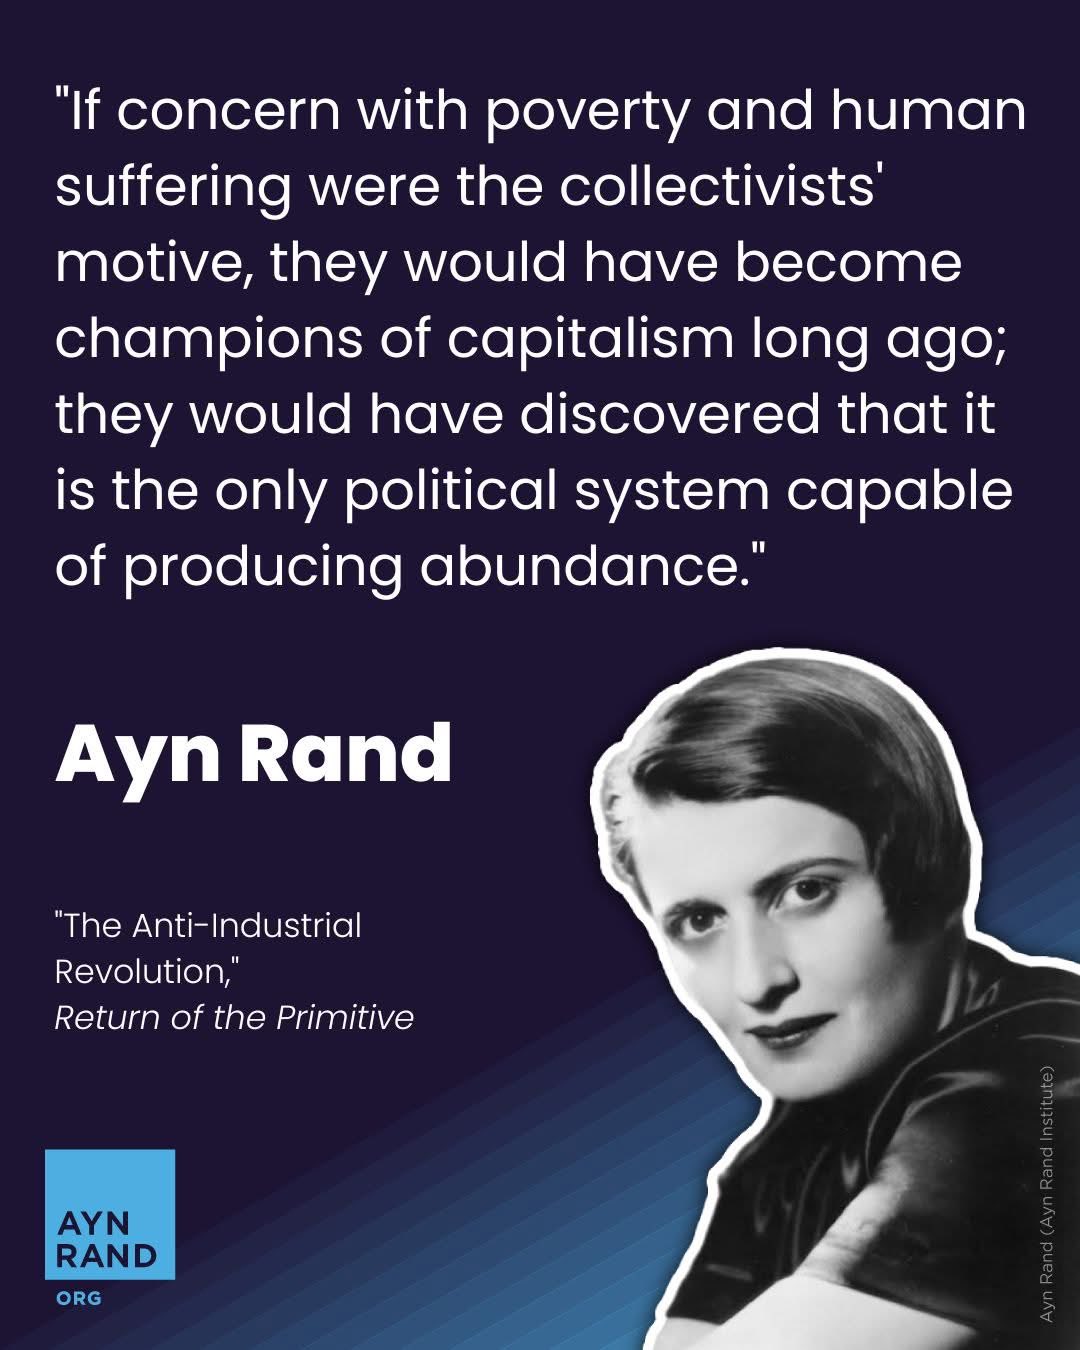 "If concern with poverty and human
suffering were the collectivists'
motive, they would have become
champions of capitalism long ago;
they would have discovered that it
is the only political system capable
of producing abundance."
Ayn Rand
"The Anti-Industrial
Revolution,"
Return of the Primitive
AYN
RAND
ORG
Ayn Rand (Ayn Rand Institute)